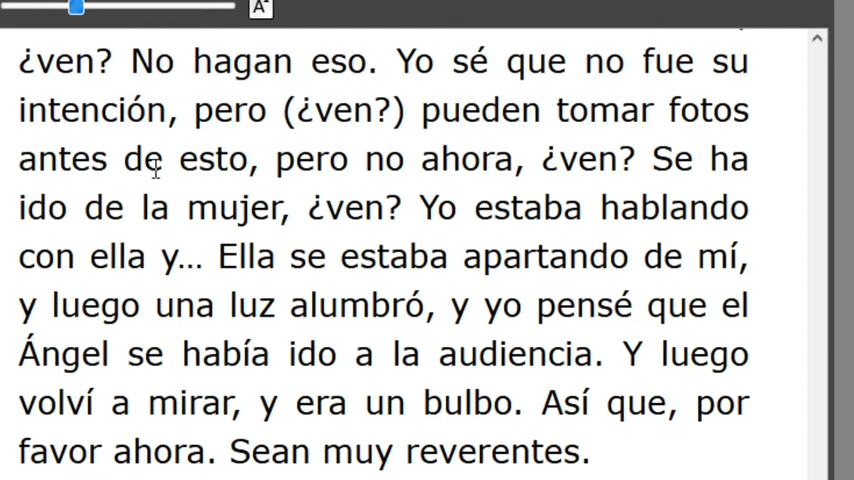 A
¿ven? No hagan eso. Yo sé que no fue su
intención, pero (¿ven?) pueden tomar fotos
antes de esto, pero no ahora, ¿ven? Se ha
ido de la mujer, ¿ven? Yo estaba hablando
con ella y... Ella se estaba apartando de mí,
y luego una luz alumbró, y yo pensé que el
Ángel se había ido a la audiencia. Y luego
volví a mirar, y era un bulbo. Así que, por
favor ahora. Sean muy reverentes.